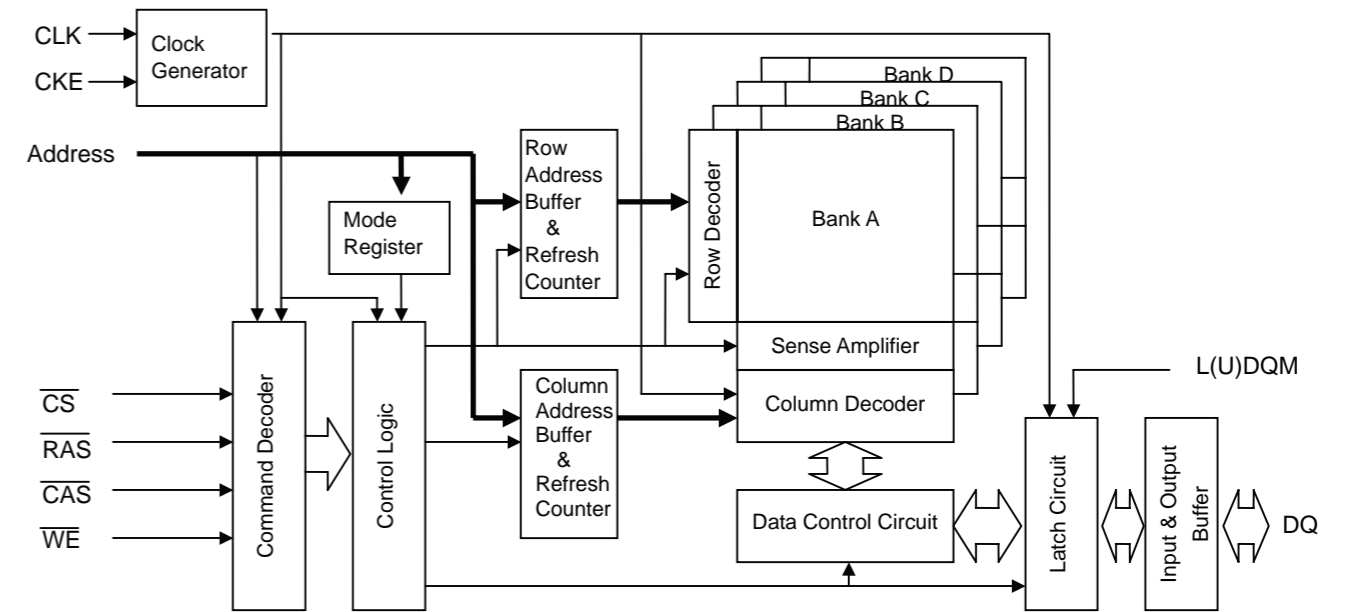 CLK
CKE
Clock
Generator
Address
Mode
Register
Row
Address
Buffer
&
Refresh
Counter
Bank D
Bank C
Bank B
Bank A
Row Decoder
Sense Amplifier
Column Decoder
CS
RAS
CAS
WE
Command Decoder
Control Logic
Column
Address
Buffer
&
Refresh
Counter
Data Control Circuit
L(U)DQM
Latch Circuit
Input & Output
Buffer
DQ